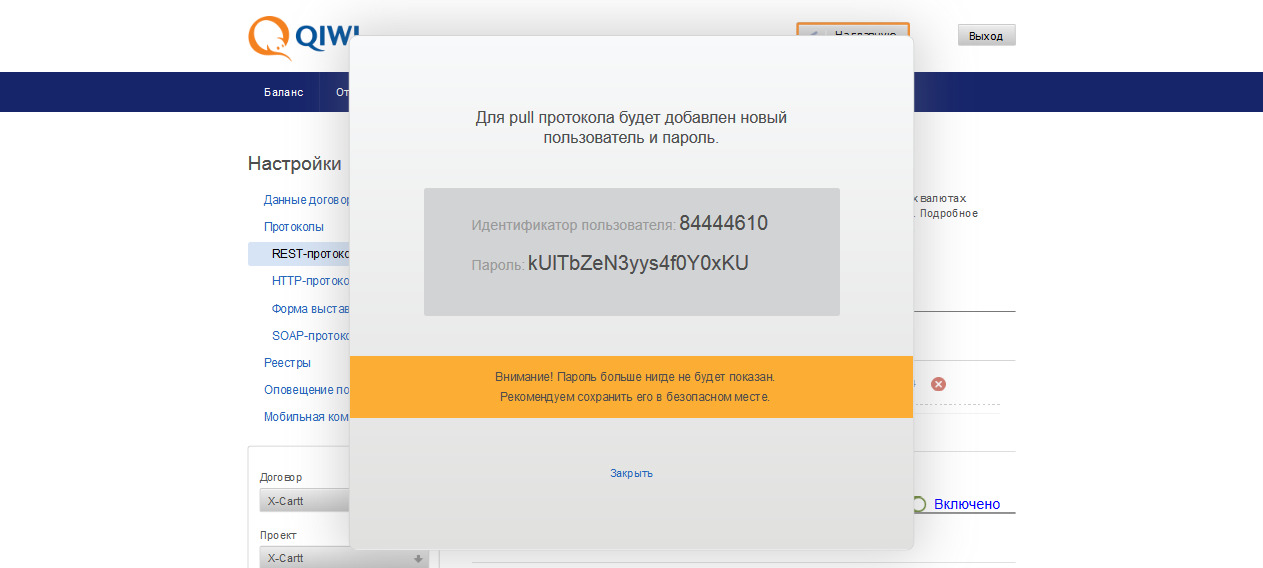 QIWI
На главную
Выход
Баланс
От
Для pull протокола будет добавлен новый
пользователь и пароль.
Идентификатор пользователя: 84444610
Пароль: kUITbZeN3yys4f0Y0xKU
Внимание! Пароль больше нигде не будет показан.
Рекомендуем сохранить его в безопасном месте.
Закрыть
Настройки
Данные договор
Протоколы
REST-протоко
HTTP-протоко
Форма выстав
SOAP-протоко
Реестры
Оповещение по
Мобильная ком
Договор
X-Cartt
Проект
X-Cartt
х валютах
. Подробное
Включено